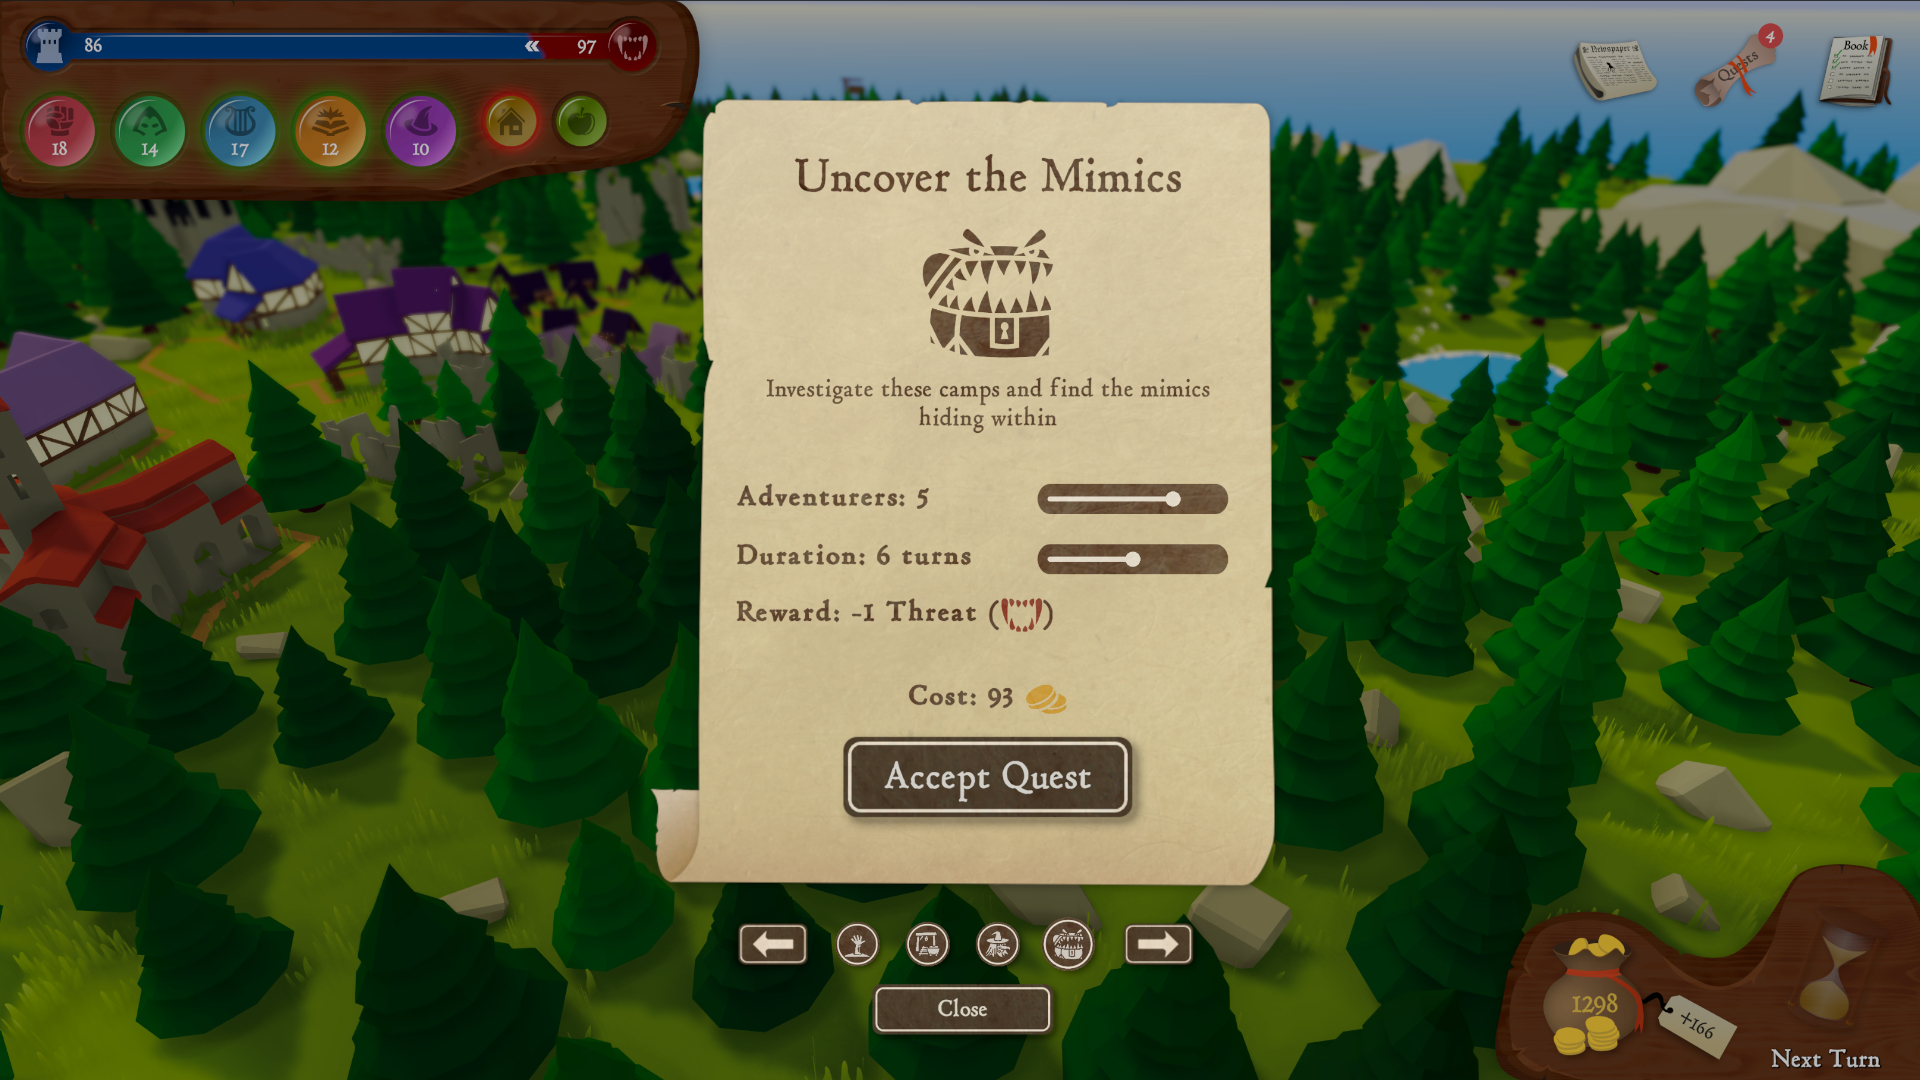 86
97
18
14
17
12
10
Newspaper
Quests
4
Book
Uncover the Mimics
Investigate these camps and find the mimics
hiding within
Adventurers: 5
Duration: 6 turns
Reward: -1 Threat ( )
Cost: 93
Accept Quest
Close
1298
+166
Next Turn